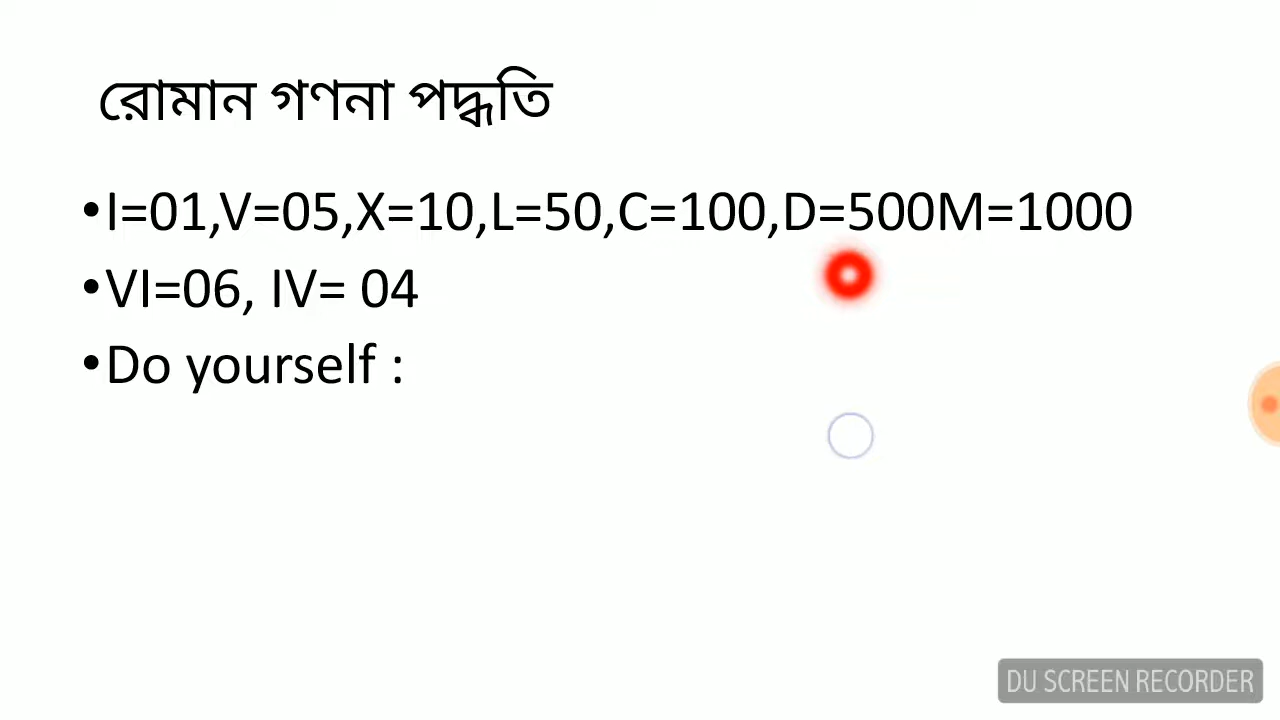 রোমান গণনা পদ্ধতি
•I=01,V=05,X=10,L=50,C=100,D=500M=1000
•VI=06, IV= 04
•Do yourself :
DU SCREEN RECORDER